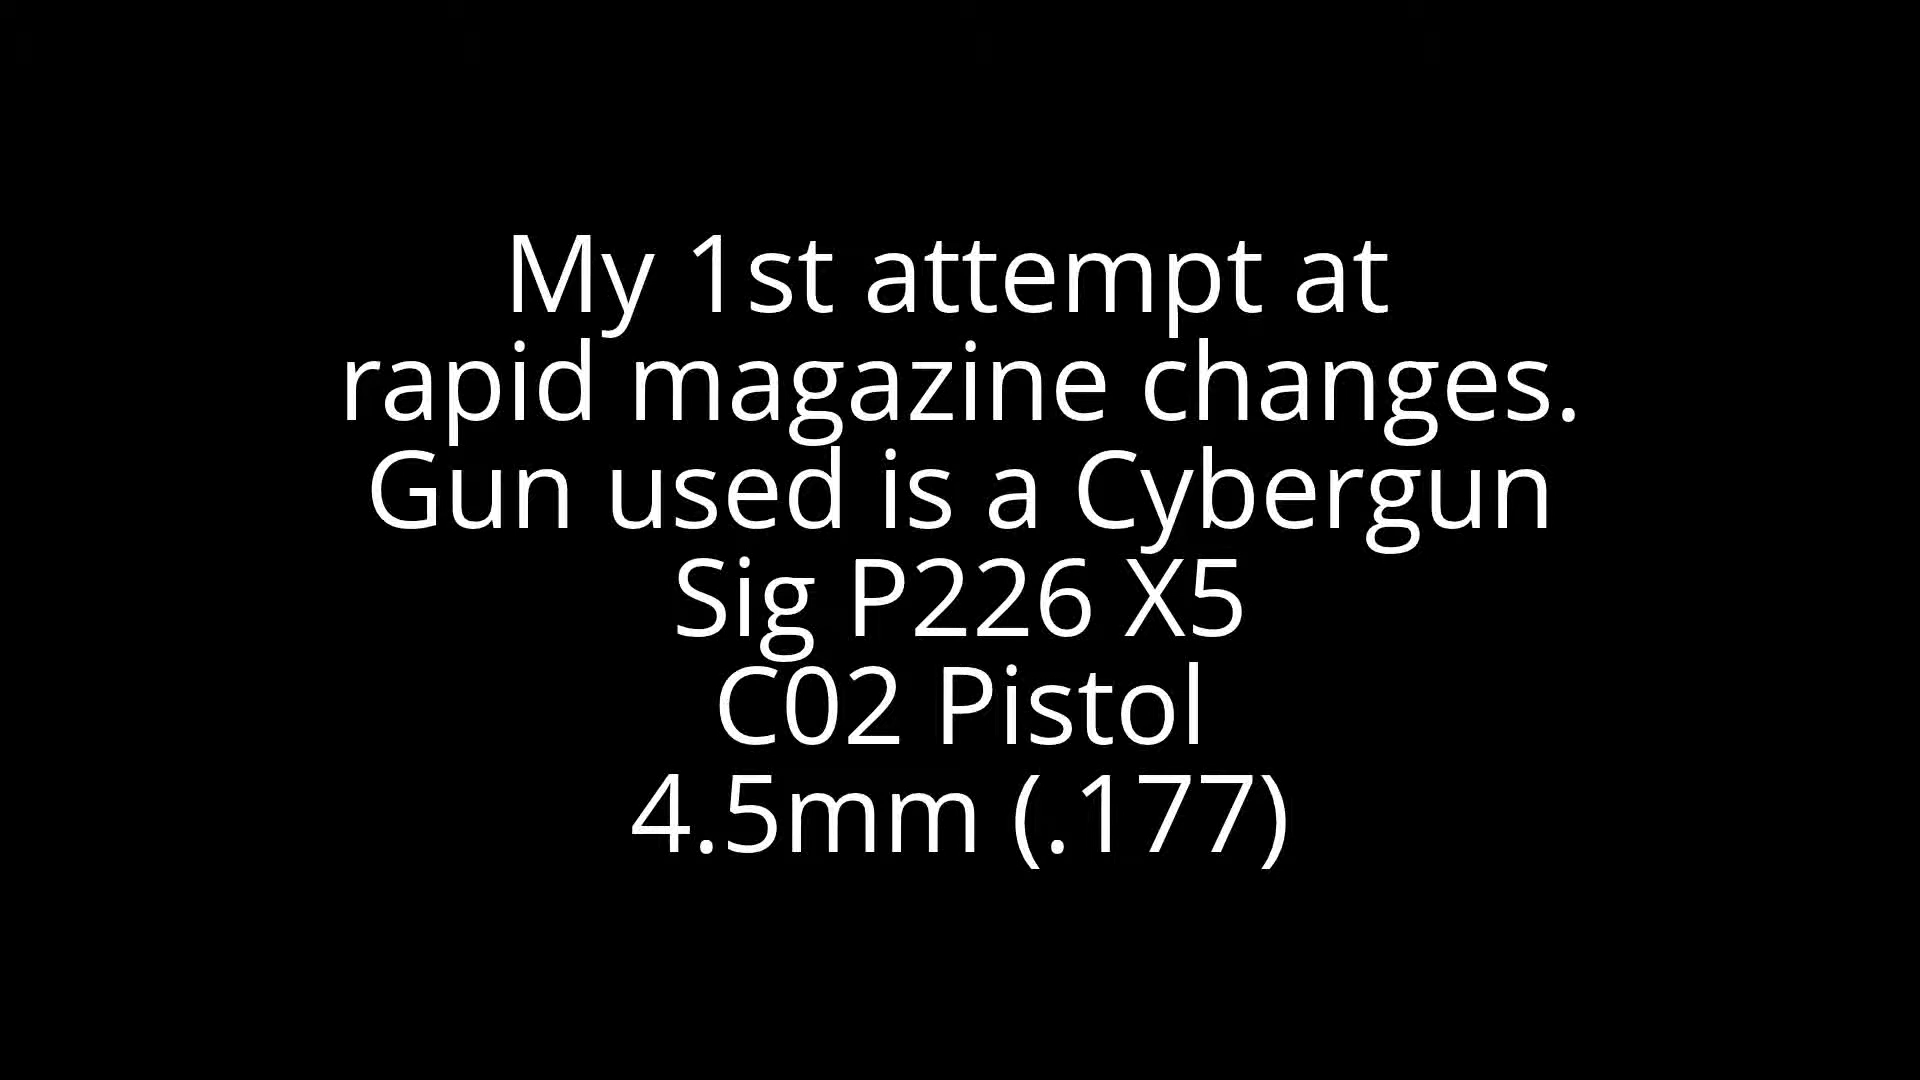 My 1st attempt at
rapid magazine changes.
Gun used is a Cybergun
Sig P226 X5
C02 Pistol
4.5mm (.177)